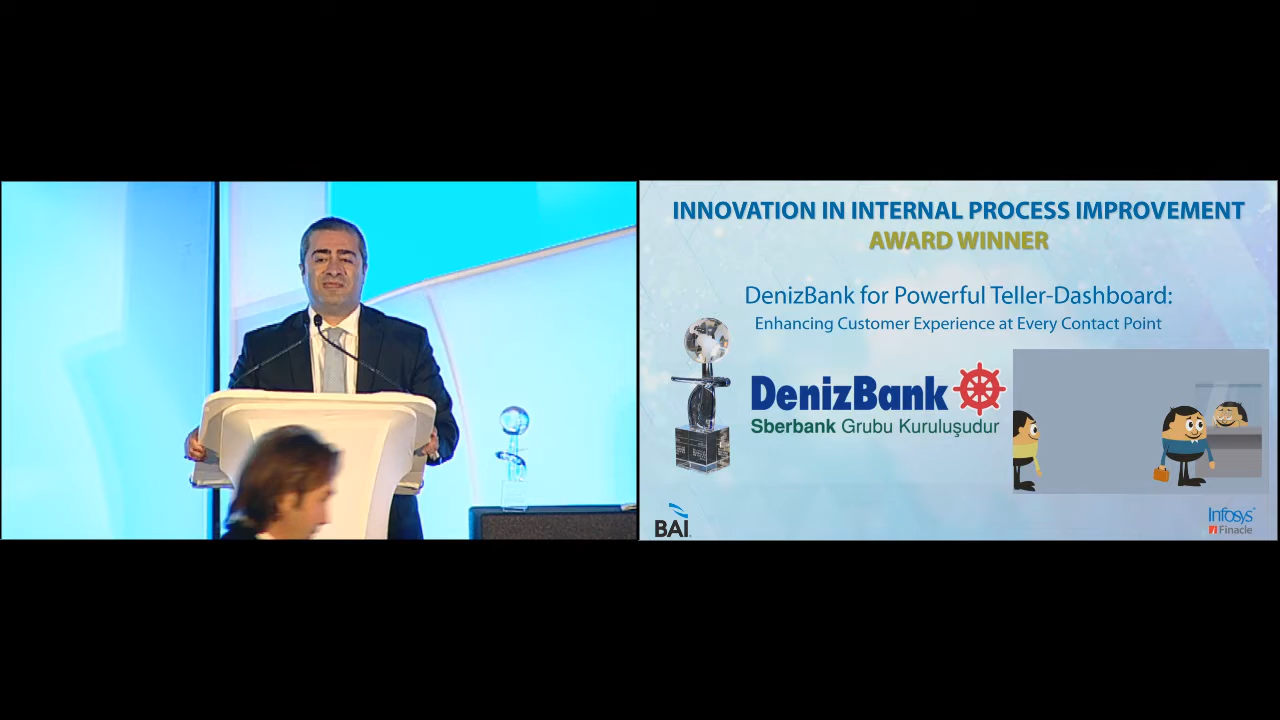 INNOVATION IN INTERNAL PROCESS IMPROVEMENT
AWARD WINNER
DenizBank for Powerful Teller-Dashboard:
Enhancing Customer Experience at Every Contact Point
DenizBank
Sberbank Grubu Kuruluşudur
BAI
Infosys
Finacle